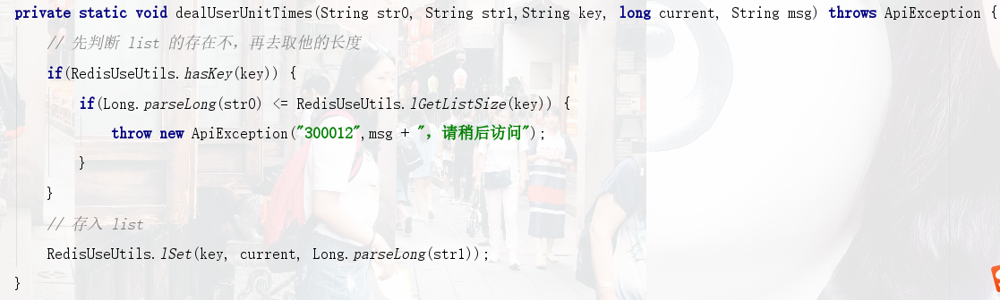 private static void dealUserUnitTimes(String str0, String str1,String key, long current, String msg) throws ApiException {
// 先判断 list 的存在不，再去取他的长度
if(RedisUseUtils.hasKey(key)) {
if(Long.parseLong(str0) <= RedisUseUtils.lGetListSize(key)) {
throw new ApiException("300012",msg + "，请稍后访问");
}
}
// 存入 list
RedisUseUtils.lSet(key, current, Long.parseLong(str1));
}